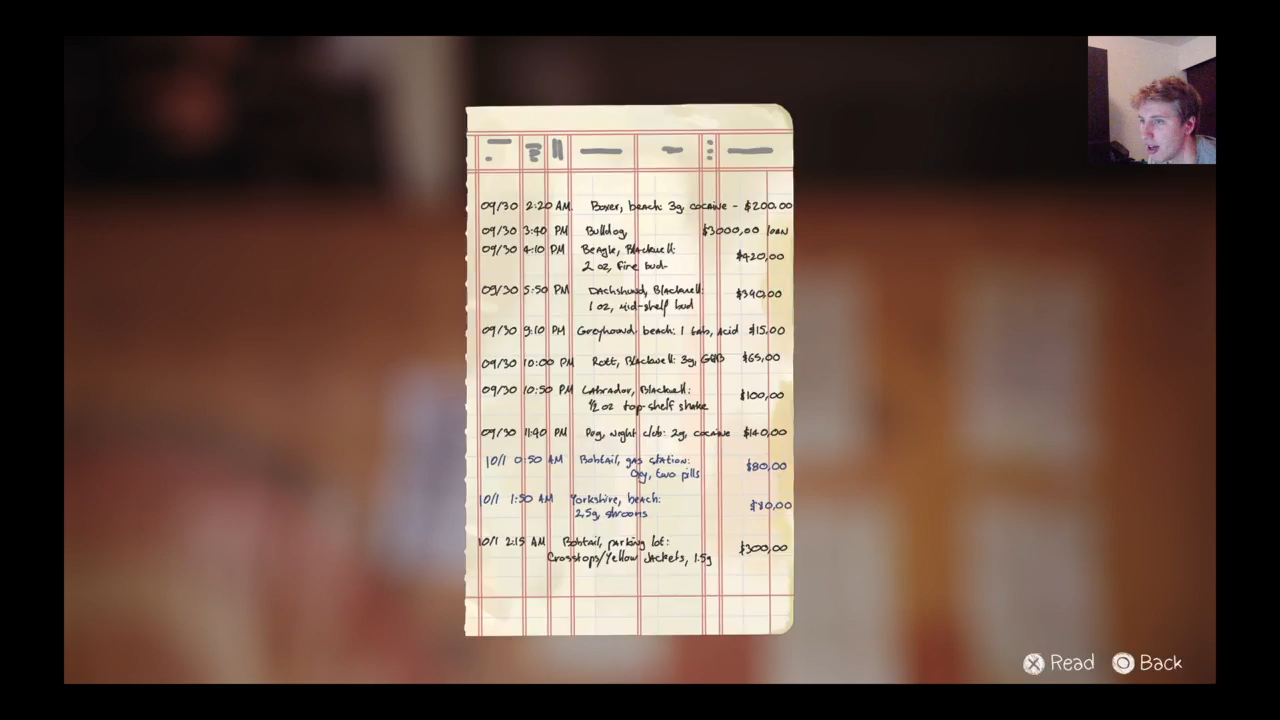 09/30 2:20 AM Boxer, beach: 3g, cocaine - $200.00
09/30 3:40 PM Bulldog, $3000,00 loan
09/30 4:10 PM Beagle, Blackwell:
2 oz, fire bud- $420,00
09/30 5:50 PM Dachshund, Blackwell: $340,00
1 oz, mid-shelf bud
09/30 9:10 PM Greyhound beach: 1 tab, acid $15.00
09/30 10:00 PM Rott, Blackwell: 3g, GHB $65,00
09/30 10:50 PM Labrador, Blackwell: $100,00
1/2 oz top-shelf shake
09/30 11:40 PM Pug, night club: 2g, cocaine $140,00
10/1 0:50 AM Bobtail, gas station: $80,00
Oxy, two pills
10/1 1:50 AM Yorkshire, beach:
2,5g, shrooms
10/1 2:15 AM Bobtail, parking lot: $300,00
Crosstops/Yellow Jackets, 1.5g
Read Back